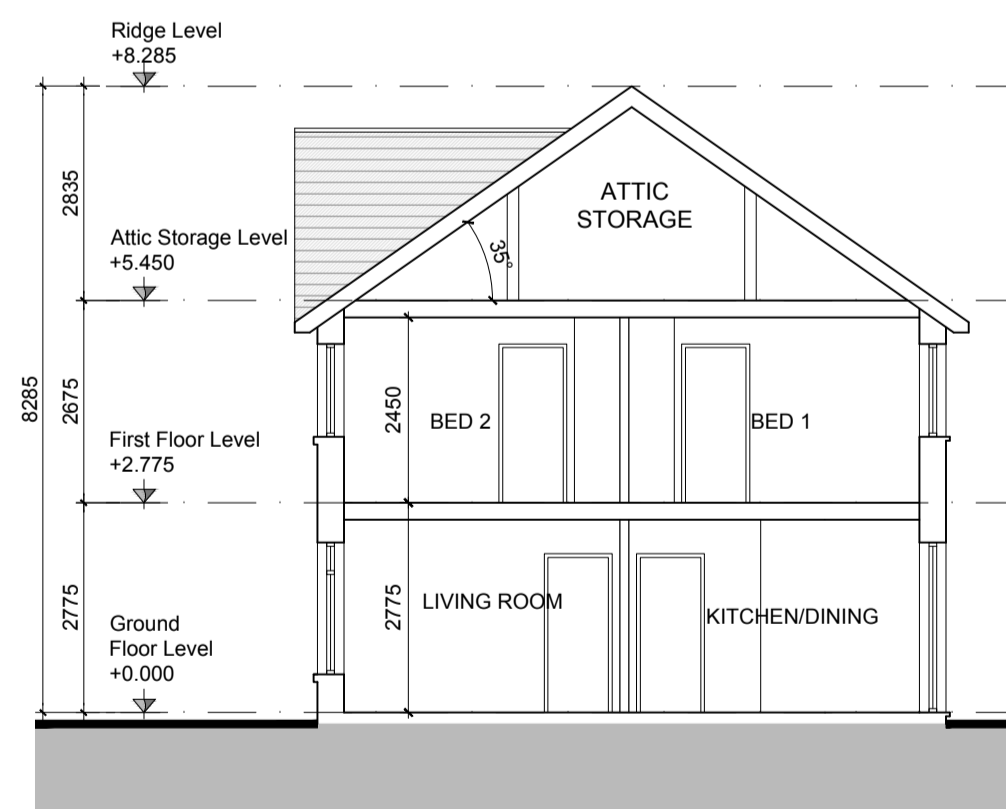 Ridge Level
+8.285
2835
ATTIC
STORAGE
Attic Storage Level
+5.450
35°
8285
2675
2450
BED 2
BED 1
First Floor Level
+2.775
2775
2775
LIVING ROOM
KITCHEN/DINING
Ground
Floor Level
+0.000